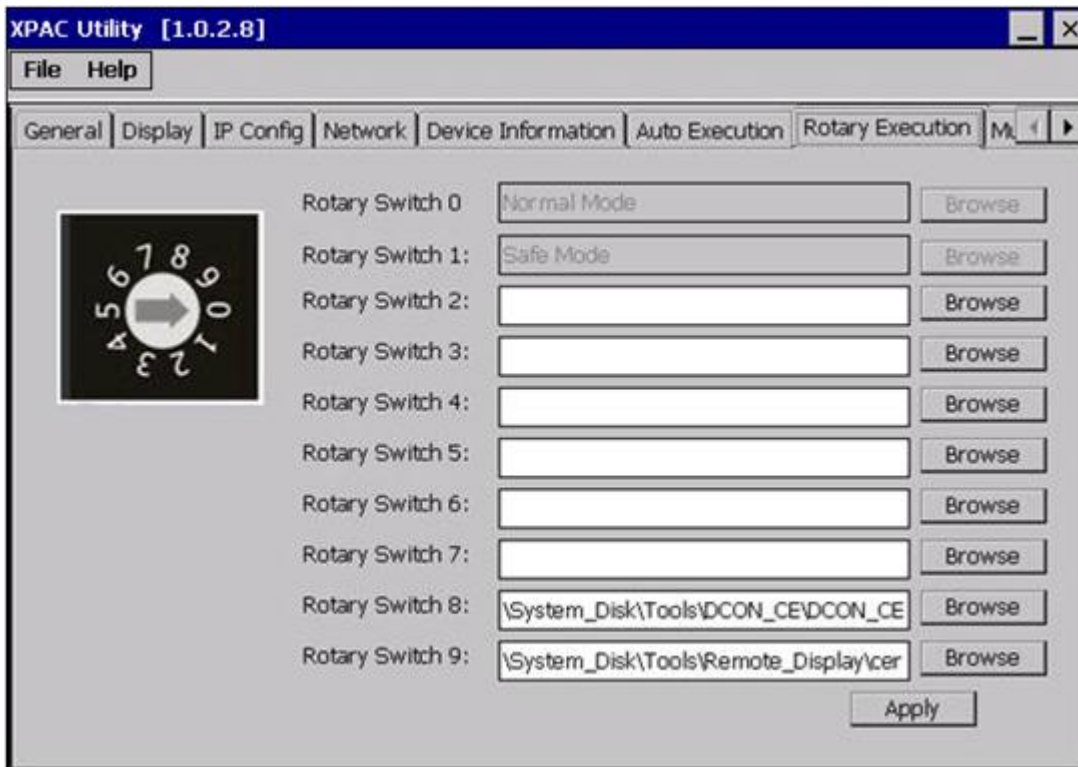 XPAC Utility [1.0.2.8]
File Help
General Display IP Config Network Device Information Auto Execution Rotary Execution
Rotary Switch 0 Normal Mode Browse
Rotary Switch 1: Safe Mode Browse
Rotary Switch 2: Browse
Rotary Switch 3: Browse
Rotary Switch 4: Browse
Rotary Switch 5: Browse
Rotary Switch 6: Browse
Rotary Switch 7: Browse
Rotary Switch 8: \System_Disk\Tools\DCON_CE\DCON_CE Browse
Rotary Switch 9: \System_Disk\Tools\Remote_Display\cer Browse
Apply
0 1 2 3 4 5 6 7 8 9